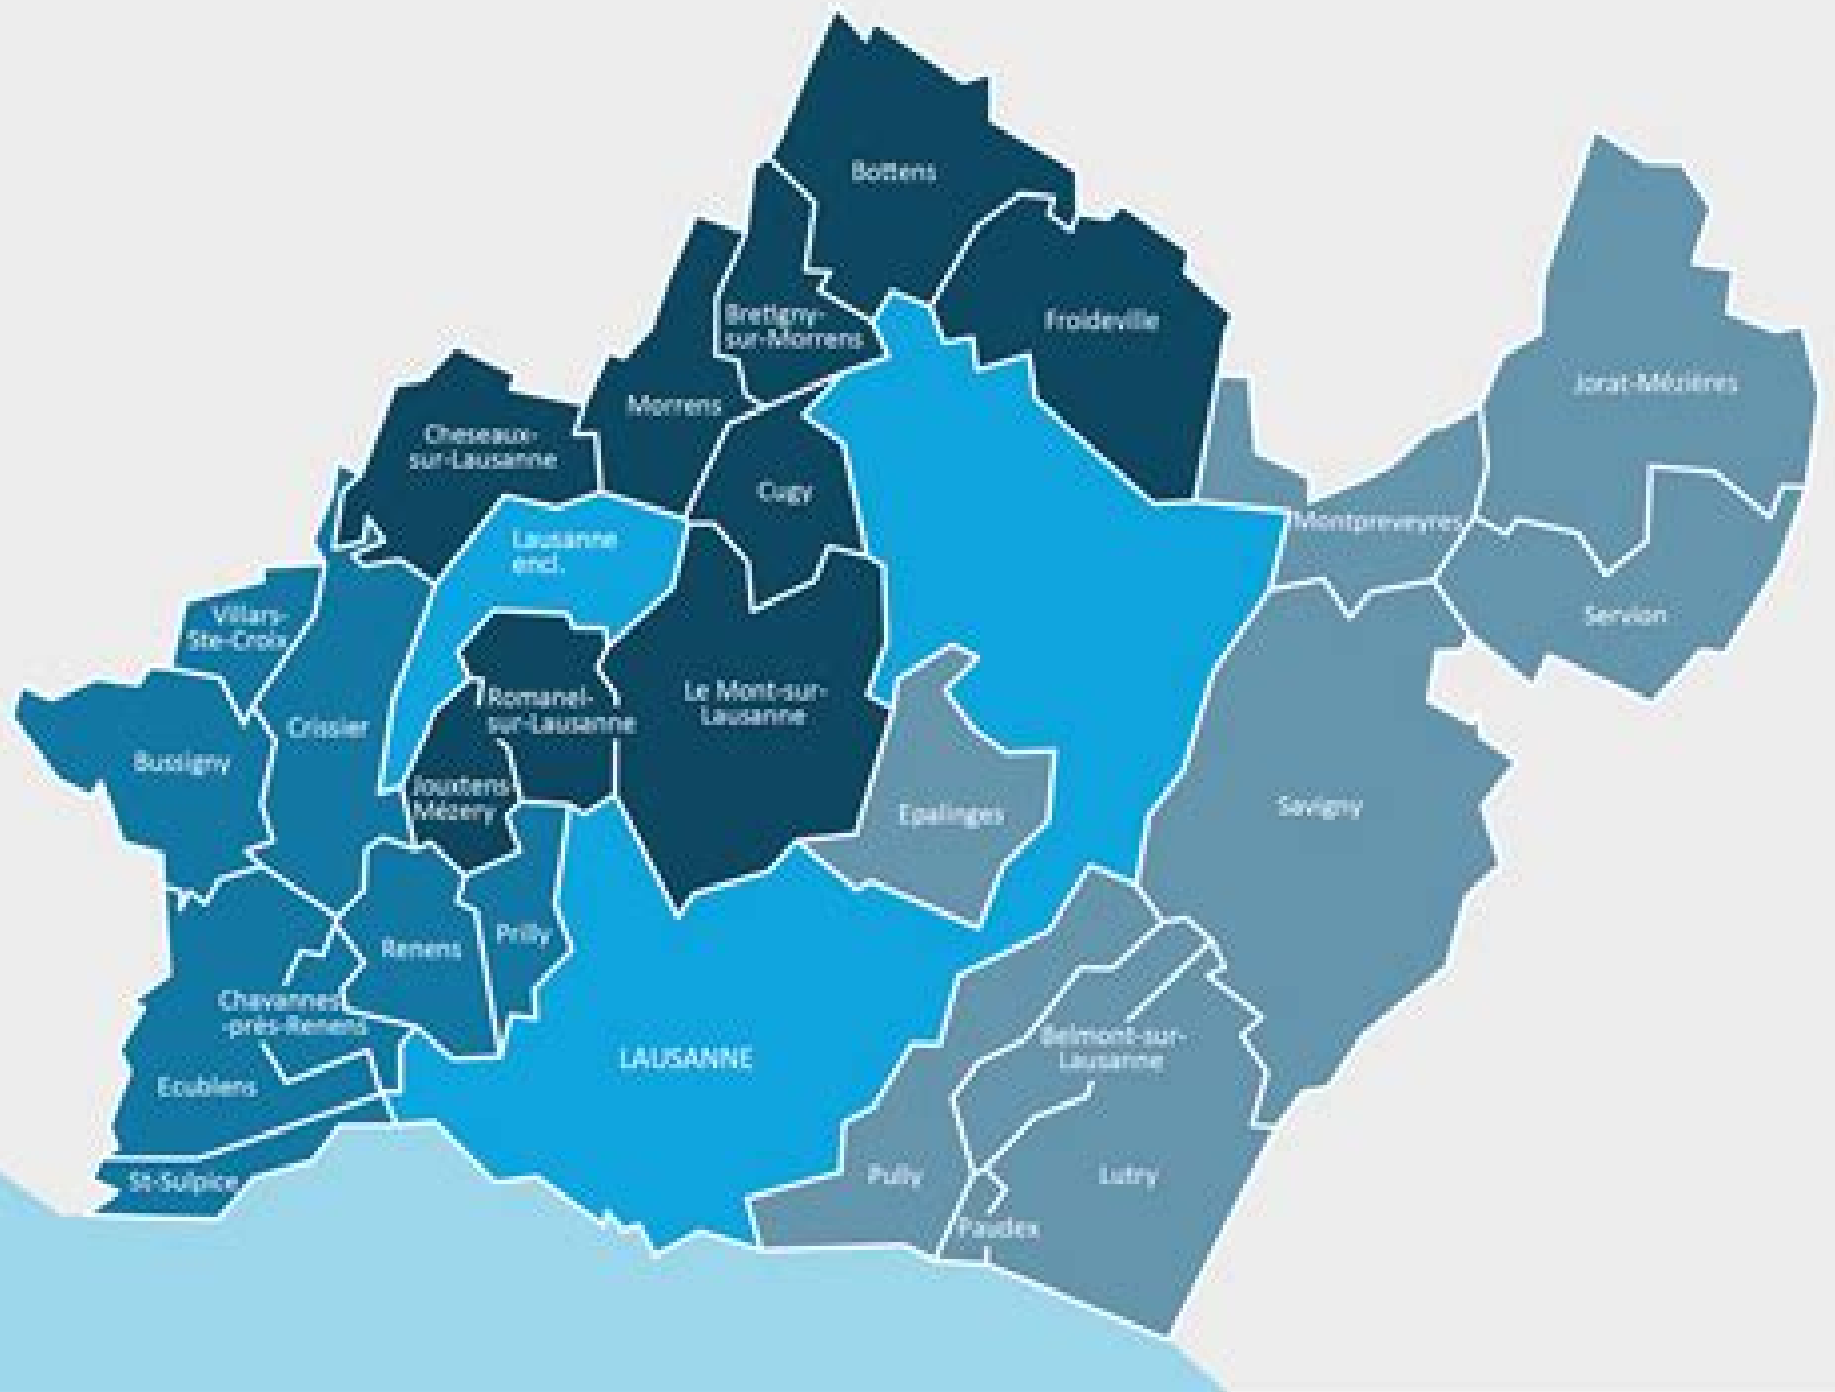 Bottens
Froideville
Bretigny-
sur-Morrens
Jorat-Mézières
Morrens
Cheseaux-
sur-Lausanne
Cugy
Montpreveyres
Lausanne
encl.
Villars-
Ste-Croix
Servion
Romanel-
sur-Lausanne
Le Mont-sur-
Lausanne
Crissier
Bussigny
Jouxtens-
Mézery
Epalinges
Savigny
Prilly
Renens
Chavannes
-près-Renens
Belmont-sur-
Lausanne
LAUSANNE
Ecublens
Pully
Lutry
St-Sulpice
Paudex